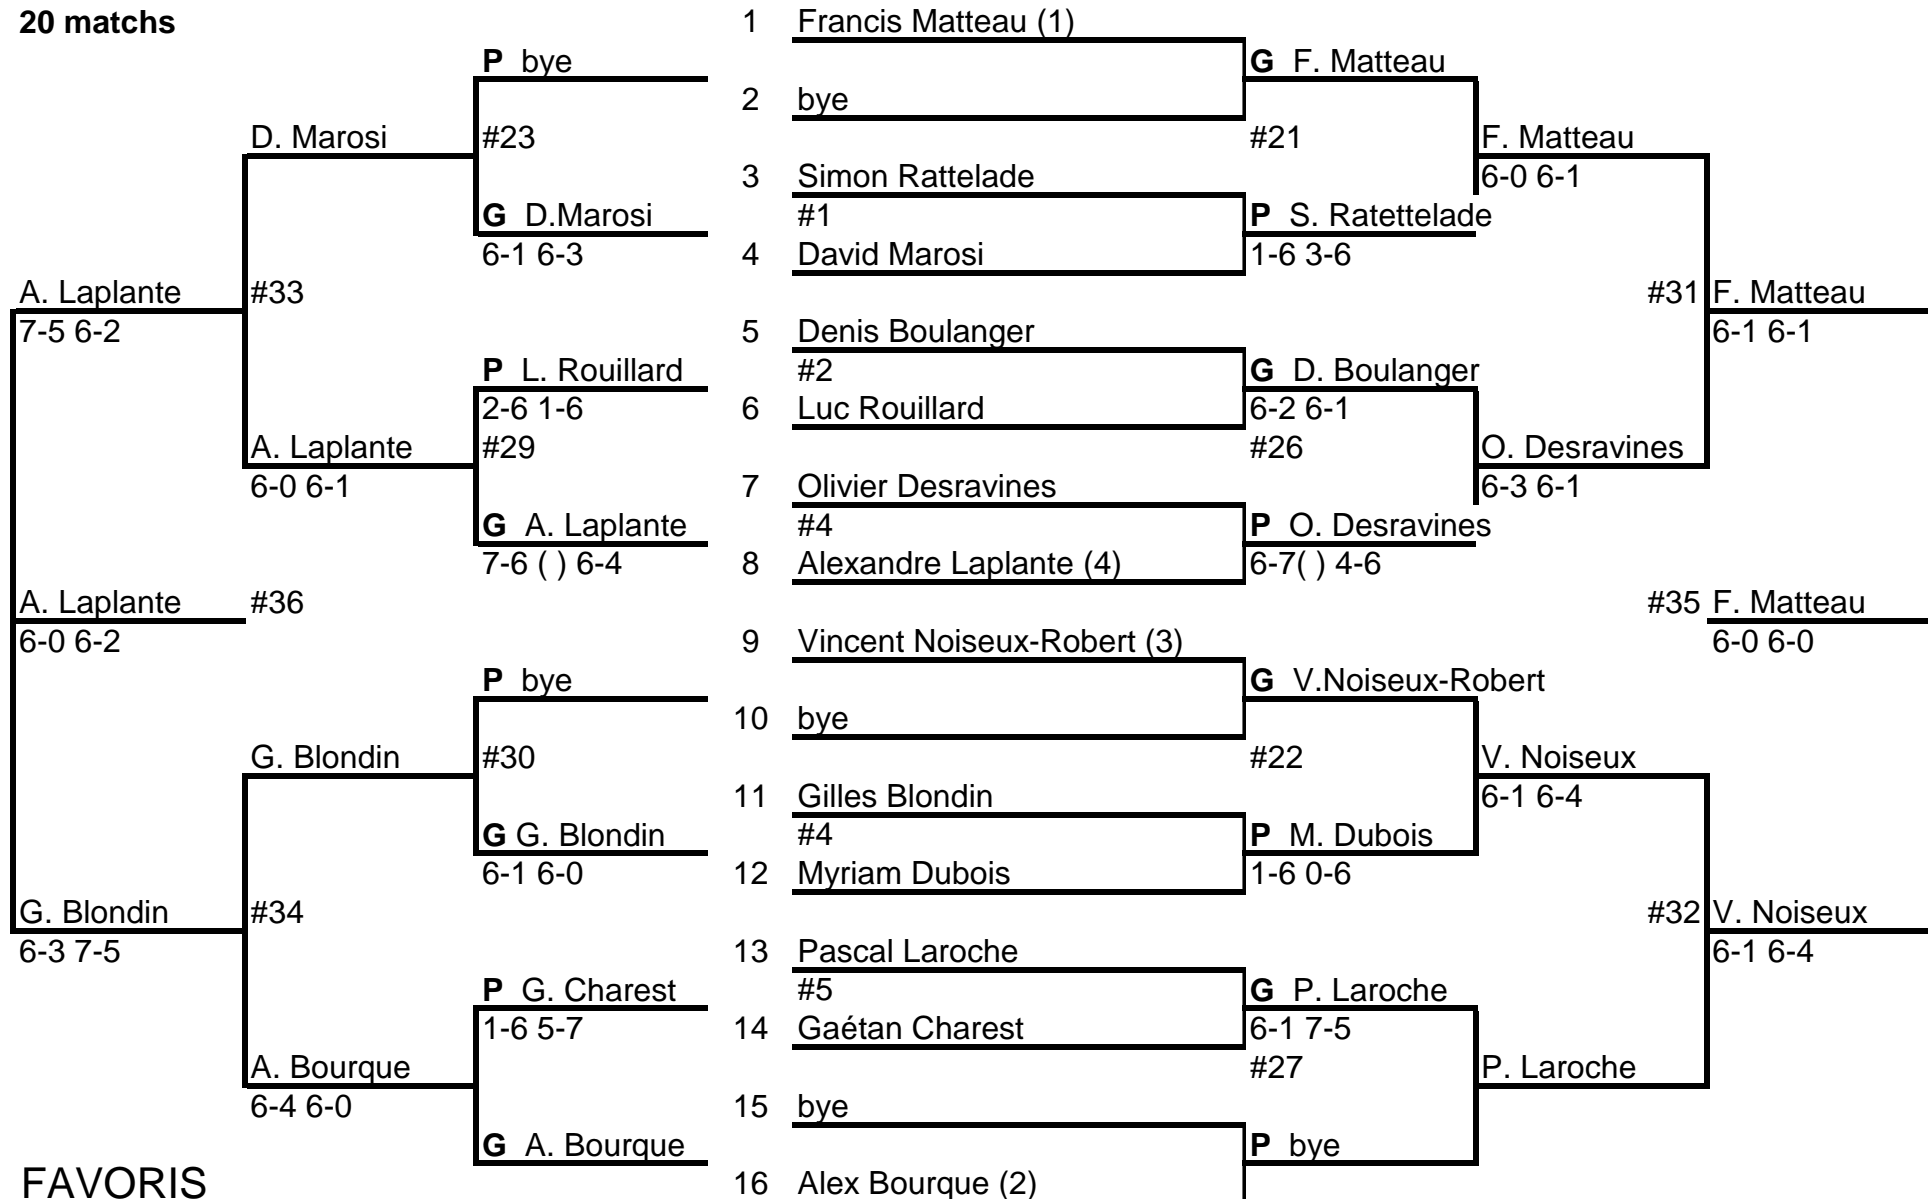 20 matchs
1 Francis Matteau (1)
P bye
G F. Matteau
2 bye
D. Marosi
#23
#21
F. Matteau
3 Simon Rattelade
6-0 6-1
G D.Marosi
#1
P S. Ratettelade
6-1 6-3
4 David Marosi
1-6 3-6
A. Laplante
#33
#31 F. Matteau
7-5 6-2
5 Denis Boulanger
6-1 6-1
P L. Rouillard
#2
G D. Boulanger
2-6 1-6
6 Luc Rouillard
6-2 6-1
A. Laplante
#29
#26
O. Desravines
6-0 6-1
7 Olivier Desravines
6-3 6-1
G A. Laplante
#4
P O. Desravines
7-6 ( ) 6-4
8 Alexandre Laplante (4)
6-7( ) 4-6
A. Laplante
#36
#35 F. Matteau
6-0 6-2
9 Vincent Noiseux-Robert (3)
6-0 6-0
P bye
G V.Noiseux-Robert
10 bye
G. Blondin
#30
#22
V. Noiseux
11 Gilles Blondin
6-1 6-4
G G. Blondin
#4
P M. Dubois
6-1 6-0
12 Myriam Dubois
1-6 0-6
G. Blondin
#34
#32 V. Noiseux
6-3 7-5
13 Pascal Laroche
6-1 6-4
P G. Charest
#5
G P. Laroche
1-6 5-7
14 Gaétan Charest
6-1 7-5
A. Bourque
#27
P. Laroche
6-4 6-0
15 bye
G A. Bourque
P bye
FAVORIS
16 Alex Bourque (2)